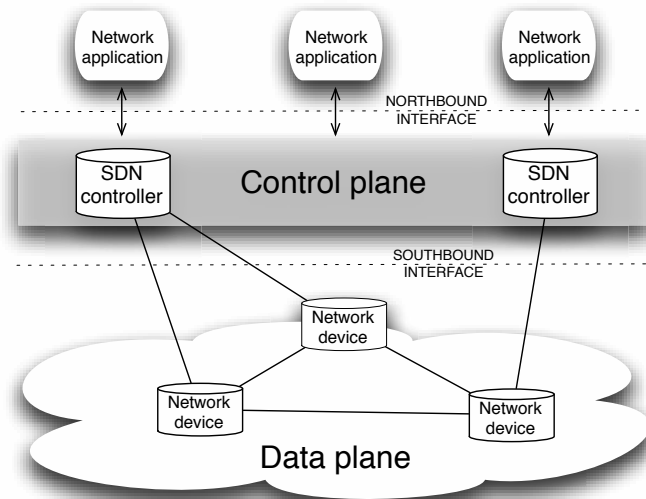 Network
application
Network
application
Network
application
NORTHBOUND
INTERFACE
SDN
controller
Control plane
SDN
controller
SOUTHBOUND
INTERFACE
Network
device
Network
device
Network
device
Data plane